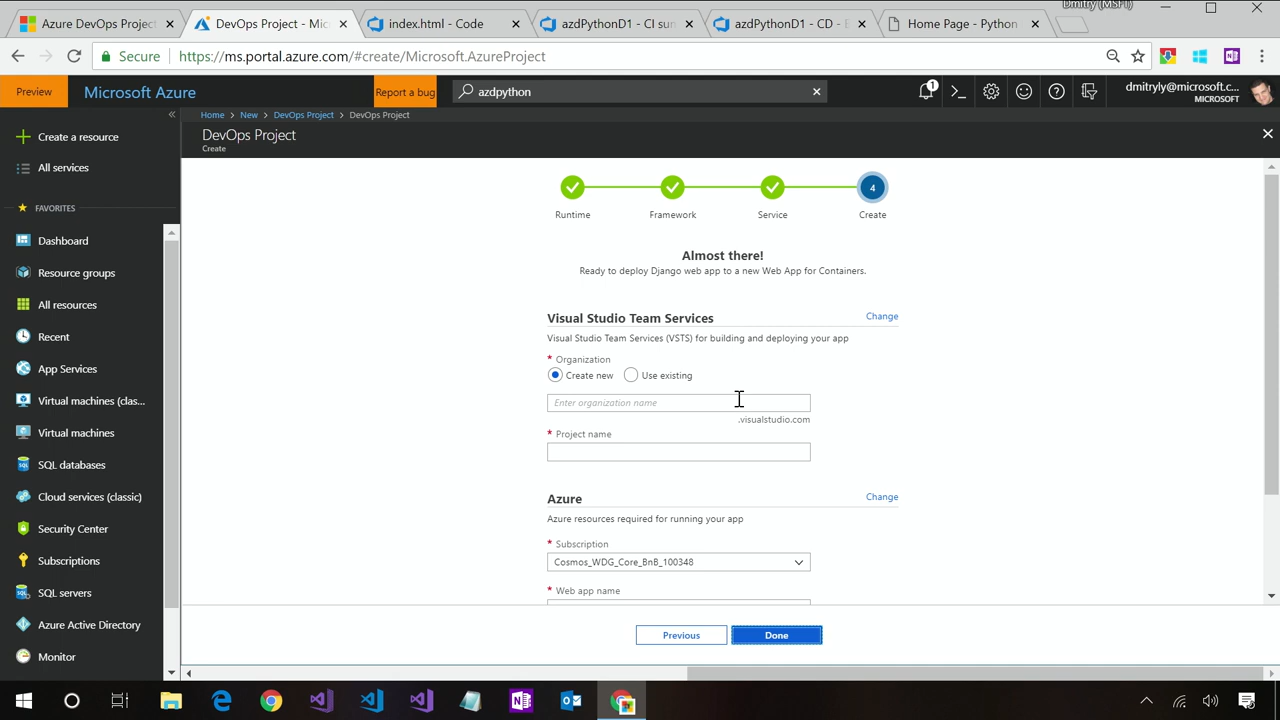 Dmitry (MSFT)
Azure DevOps Project
DevOps Project - Mic
index.html - Code
azdPythonD1 - CI sum
azdPythonD1 - CD - B
Home Page - Python
Secure
https://ms.portal.azure.com/#create/Microsoft.AzureProject
Preview
Microsoft Azure
Report a bug
azdpython
1
dmitryly@microsoft.c...
MICROSOFT
Home > New > DevOps Project > DevOps Project
DevOps Project
Create
Create a resource
All services
FAVORITES
Dashboard
Resource groups
All resources
Recent
App Services
Virtual machines (clas...
Virtual machines
SQL databases
Cloud services (classic)
Security Center
Subscriptions
SQL servers
Azure Active Directory
Monitor
4
Runtime
Framework
Service
Create
Almost there!
Ready to deploy Django web app to a new Web App for Containers.
Visual Studio Team Services
Change
Visual Studio Team Services (VSTS) for building and deploying your app
* Organization
Create new
Use existing
Enter organization name
.visualstudio.com
* Project name
Azure
Change
Azure resources required for running your app
* Subscription
Cosmos_WDG_Core_BnB_100348
* Web app name
Previous
Done